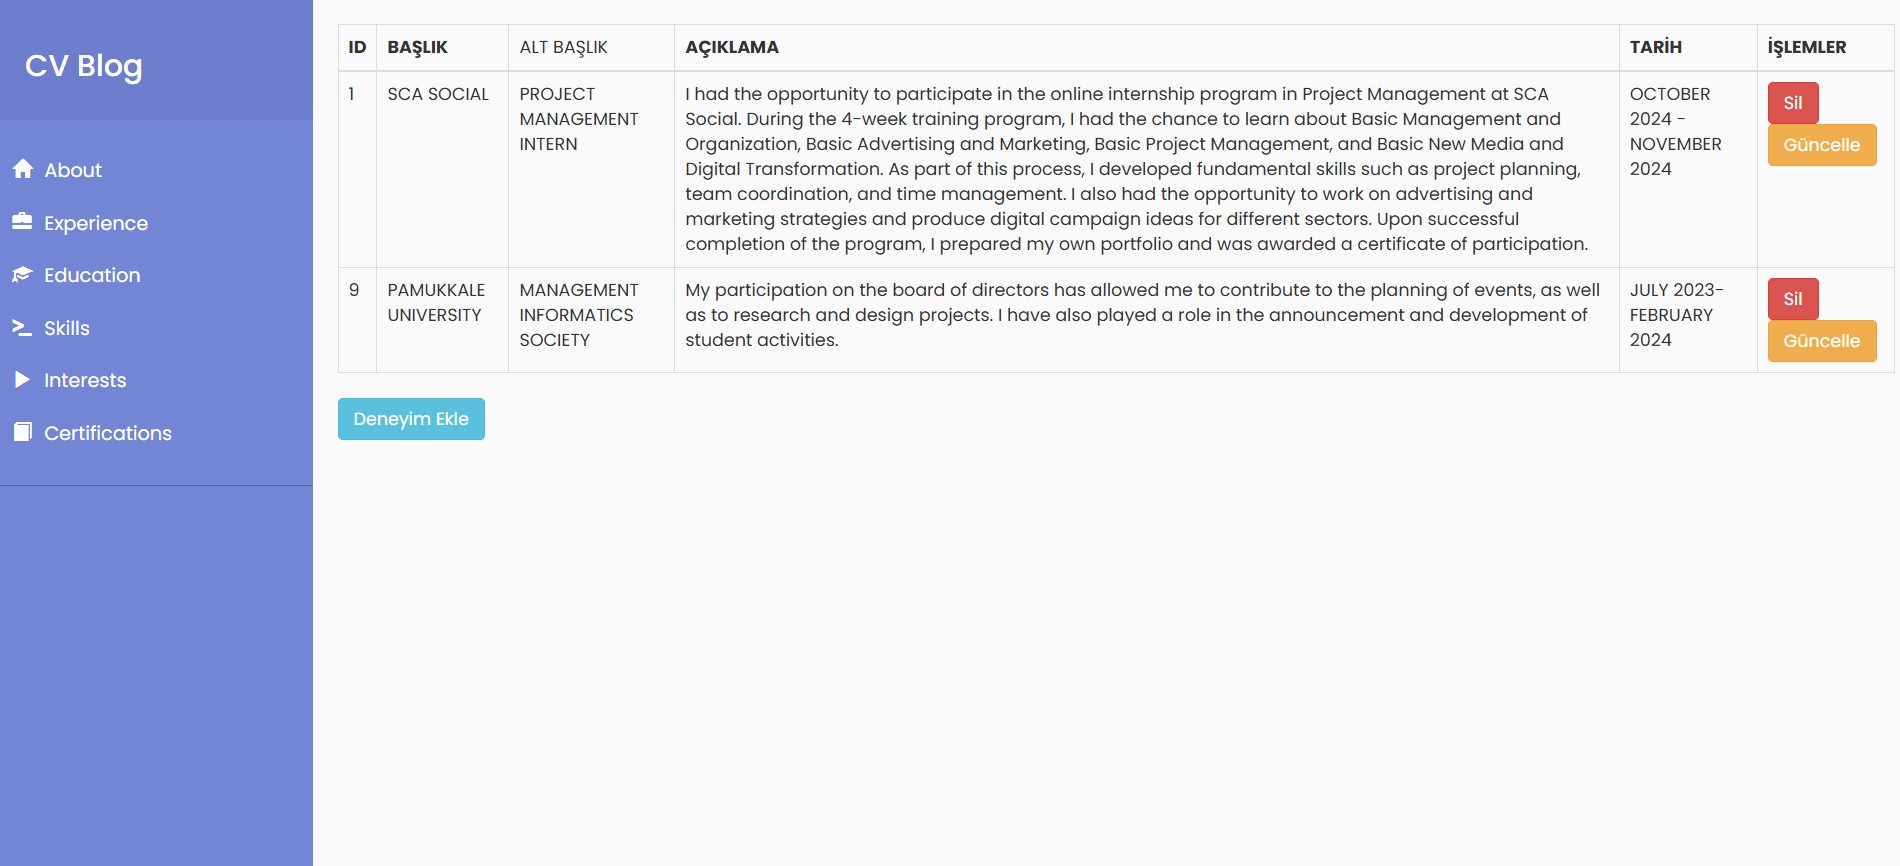 CV Blog
About
Experience
Education
Skills
Interests
Certifications
ID BAŞLIK ALT BAŞLIK AÇIKLAMA TARİH İŞLEMLER
1
SCA SOCIAL
PROJECT
MANAGEMENT
INTERN
I had the opportunity to participate in the online internship program in Project Management at SCA
Social. During the 4-week training program, I had the chance to learn about Basic Management and
Organization, Basic Advertising and Marketing, Basic Project Management, and Basic New Media and
Digital Transformation. As part of this process, I developed fundamental skills such as project planning,
team coordination, and time management. I also had the opportunity to work on advertising and
marketing strategies and produce digital campaign ideas for different sectors. Upon successful
completion of the program, I prepared my own portfolio and was awarded a certificate of participation.
OCTOBER
2024 -
NOVEMBER
2024
Sil
Güncelle
9
PAMUKKALE
UNIVERSITY
MANAGEMENT
INFORMATICS
SOCIETY
My participation on the board of directors has allowed me to contribute to the planning of events, as well
as to research and design projects. I have also played a role in the announcement and development of
student activities.
JULY 2023-
FEBRUARY
2024
Sil
Güncelle
Deneyim Ekle